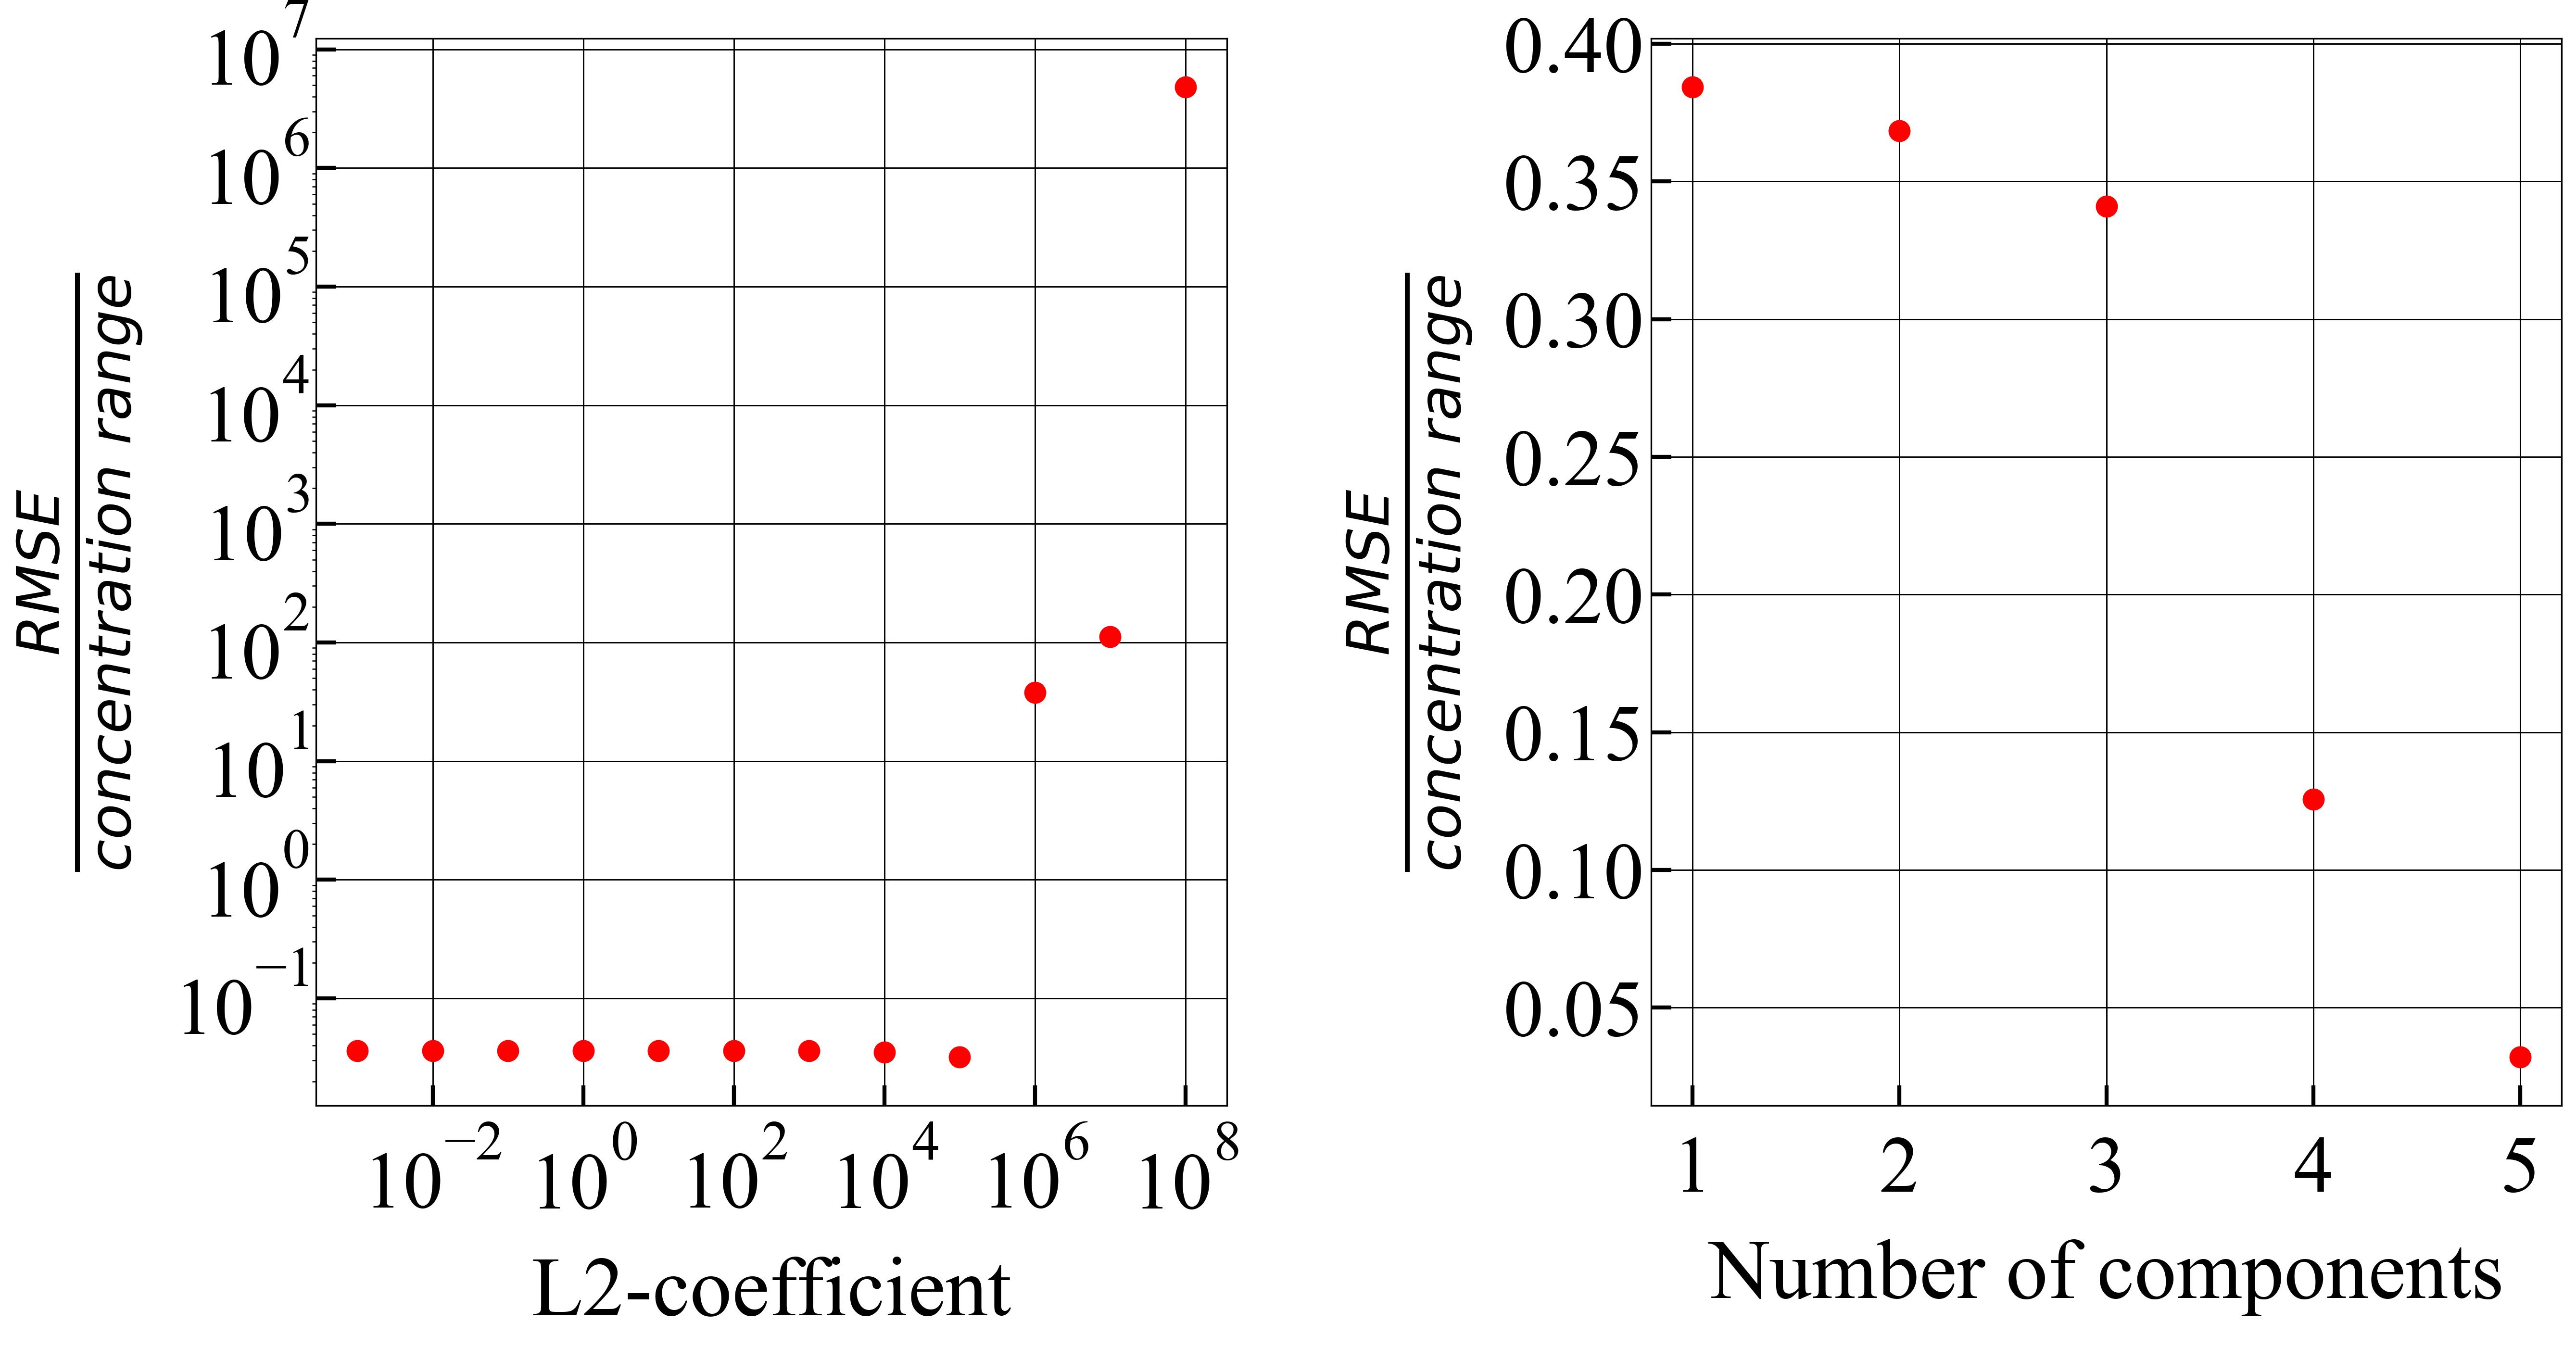 RMSE
concentration range
10^7
10^6
10^5
10^4
10^3
10^2
10^1
10^0
10^−1
10^−2 10^0 10^2 10^4 10^6 10^8
L2-coefficient
RMSE
concentration range
0.40
0.35
0.30
0.25
0.20
0.15
0.10
0.05
1 2 3 4 5
Number of components